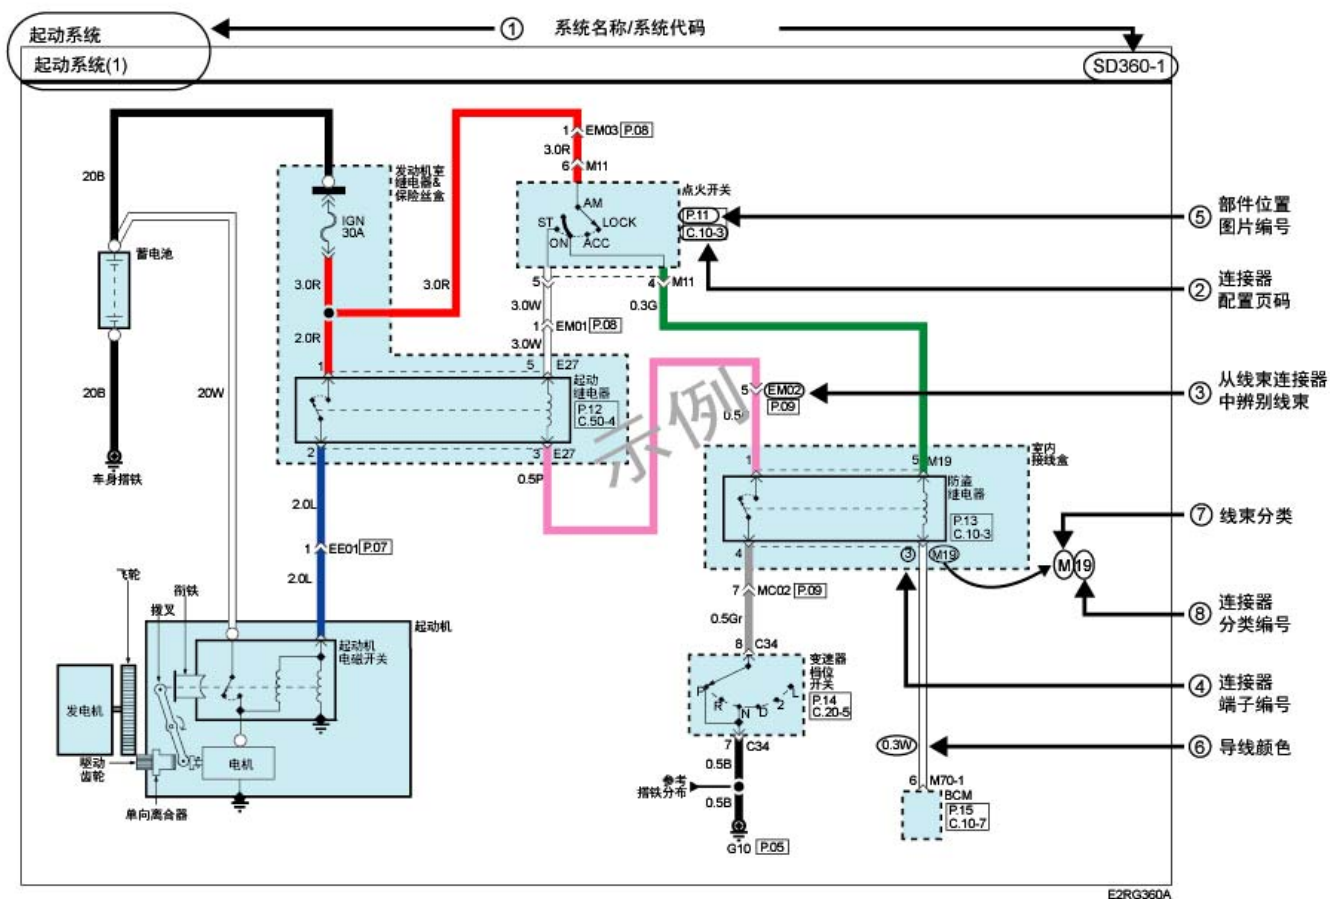 起动系统
① 系统名称/系统代码
起动系统(1)
SD360-1
1 EM03 P.08
3.0R
6 M11
20B
发动机室
继电器&
保险丝盒
IGN
30A
点火开关
P.11
C.10-3
AM
ST
LOCK
ON
ACC
⑤ 部件位置
图片编号
蓄电池
3.0R
3.0R
5
4 M11
3.0W
0.3G
② 连接器
配置页码
1 EM01 P.08
2.0R
3.0W
1
5 E27
起动
继电器
P.12
C.50-4
5 EM02
P.09
③ 从线束连接器
中辨别线束
20B
20W
示例
2
3 E27
0.5P
车身搭铁
室内
接线盒
1
5 M19
防盗
继电器
P.13
C.10-3
2.0L
⑦ 线束分类
1 EE01 P.07
4
③ M19
M 19
2.0L
7 MC02 P.09
⑧ 连接器
分类编号
飞轮
衔铁
拨叉
0.5Gr
起动机
起动机
电磁开关
8 C34
变速器
档位
开关
P.14
C.20-5
P
R
N
D
2
L
④ 连接器
端子编号
发电机
7 C34
0.3W
⑥ 导线颜色
驱动
齿轮
电机
0.5B
参考
搭铁分布
0.5B
6 M70-1
BCM
P.15
C.10-7
单向离合器
G10 P.05
E2RG360A